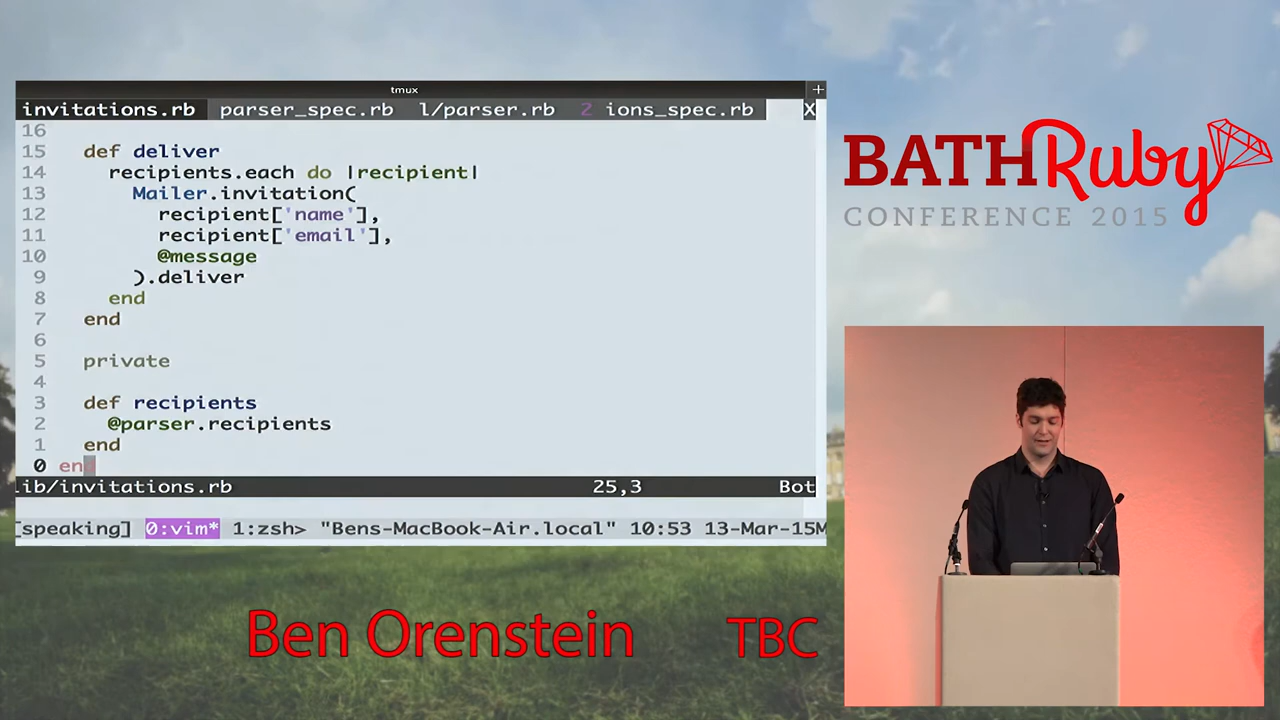 tmux
+
invitations.rb parser_spec.rb l/parser.rb 2 ions_spec.rb X
16
15 def deliver
14 recipients.each do |recipient|
13 Mailer.invitation(
12 recipient['name'],
11 recipient['email'],
10 @message
9 ).deliver
8 end
7 end
6
5 private
4
3 def recipients
2 @parser.recipients
1 end
0 end
lib/invitations.rb 25,3 Bot
[speaking] 0:vim* 1:zsh> "Bens-MacBook-Air.local" 10:53 13-Mar-15M
BATHRuby
CONFERENCE 2015
Ben Orenstein TBC